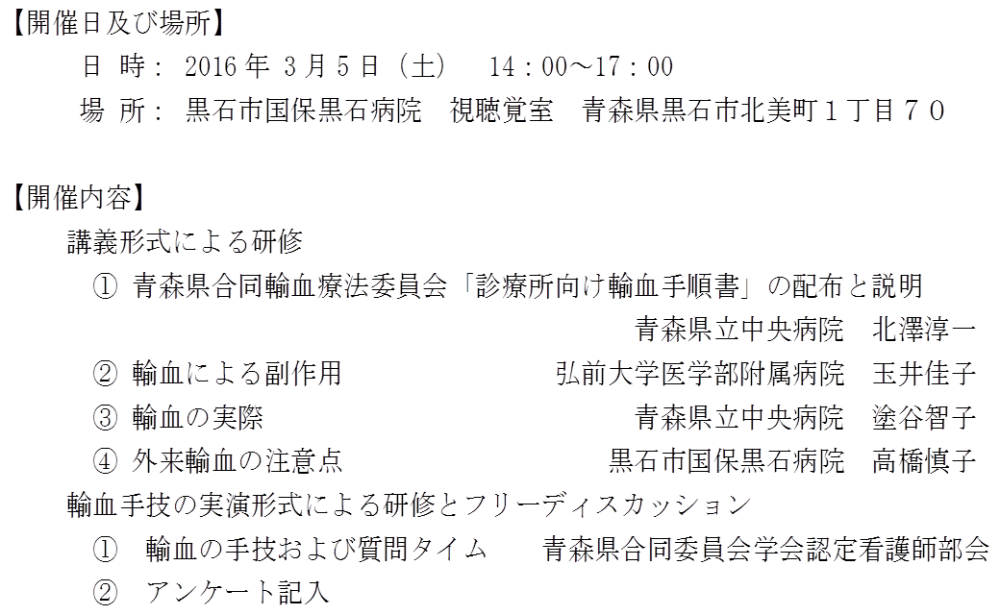 【開催日及び場所】
日 時： 2016年 3月5日（土）　14：00～17：00
場 所： 黒石市国保黒石病院　視聴覚室　青森県黒石市北美町１丁目７０
【開催内容】
講義形式による研修
① 青森県合同輸血療法委員会「診療所向け輸血手順書」の配布と説明
青森県立中央病院　北澤淳一
② 輸血による副作用　弘前大学医学部附属病院　玉井佳子
③ 輸血の実際　青森県立中央病院　塗谷智子
④ 外来輸血の注意点　黒石市国保黒石病院　高橋慎子
輸血手技の実演形式による研修とフリーディスカッション
①　輸血の手技および質問タイム　青森県合同委員会学会認定看護師部会
②　アンケート記入